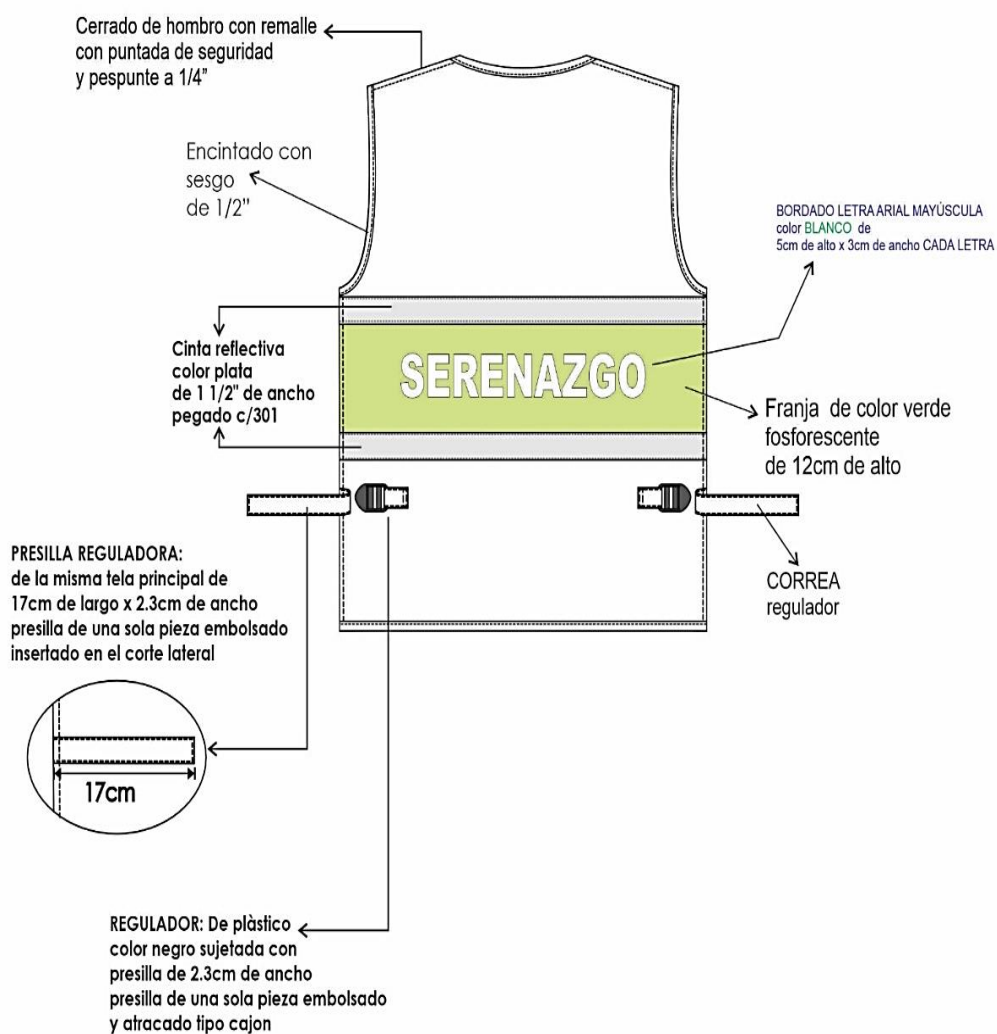 Cerrado de hombro con remalle
con puntada de seguridad
y pespunte a 1/4"
Encintado con
sesgo
de 1/2"
BORDADO LETRA ARIAL MAYÚSCULA
color BLANCO de
5cm de alto x 3cm de ancho CADA LETRA
Cinta reflectiva
color plata
de 1 1/2" de ancho
pegado c/301
SERENAZGO
Franja de color verde
fosforescente
de 12cm de alto
PRESILLA REGULADORA:
de la misma tela principal de
17cm de largo x 2.3cm de ancho
presilla de una sola pieza embolsado
insertado en el corte lateral
CORREA
regulador
17cm
REGULADOR: De plàstico
color negro sujetada con
presilla de 2.3cm de ancho
presilla de una sola pieza embolsado
y atracado tipo cajon